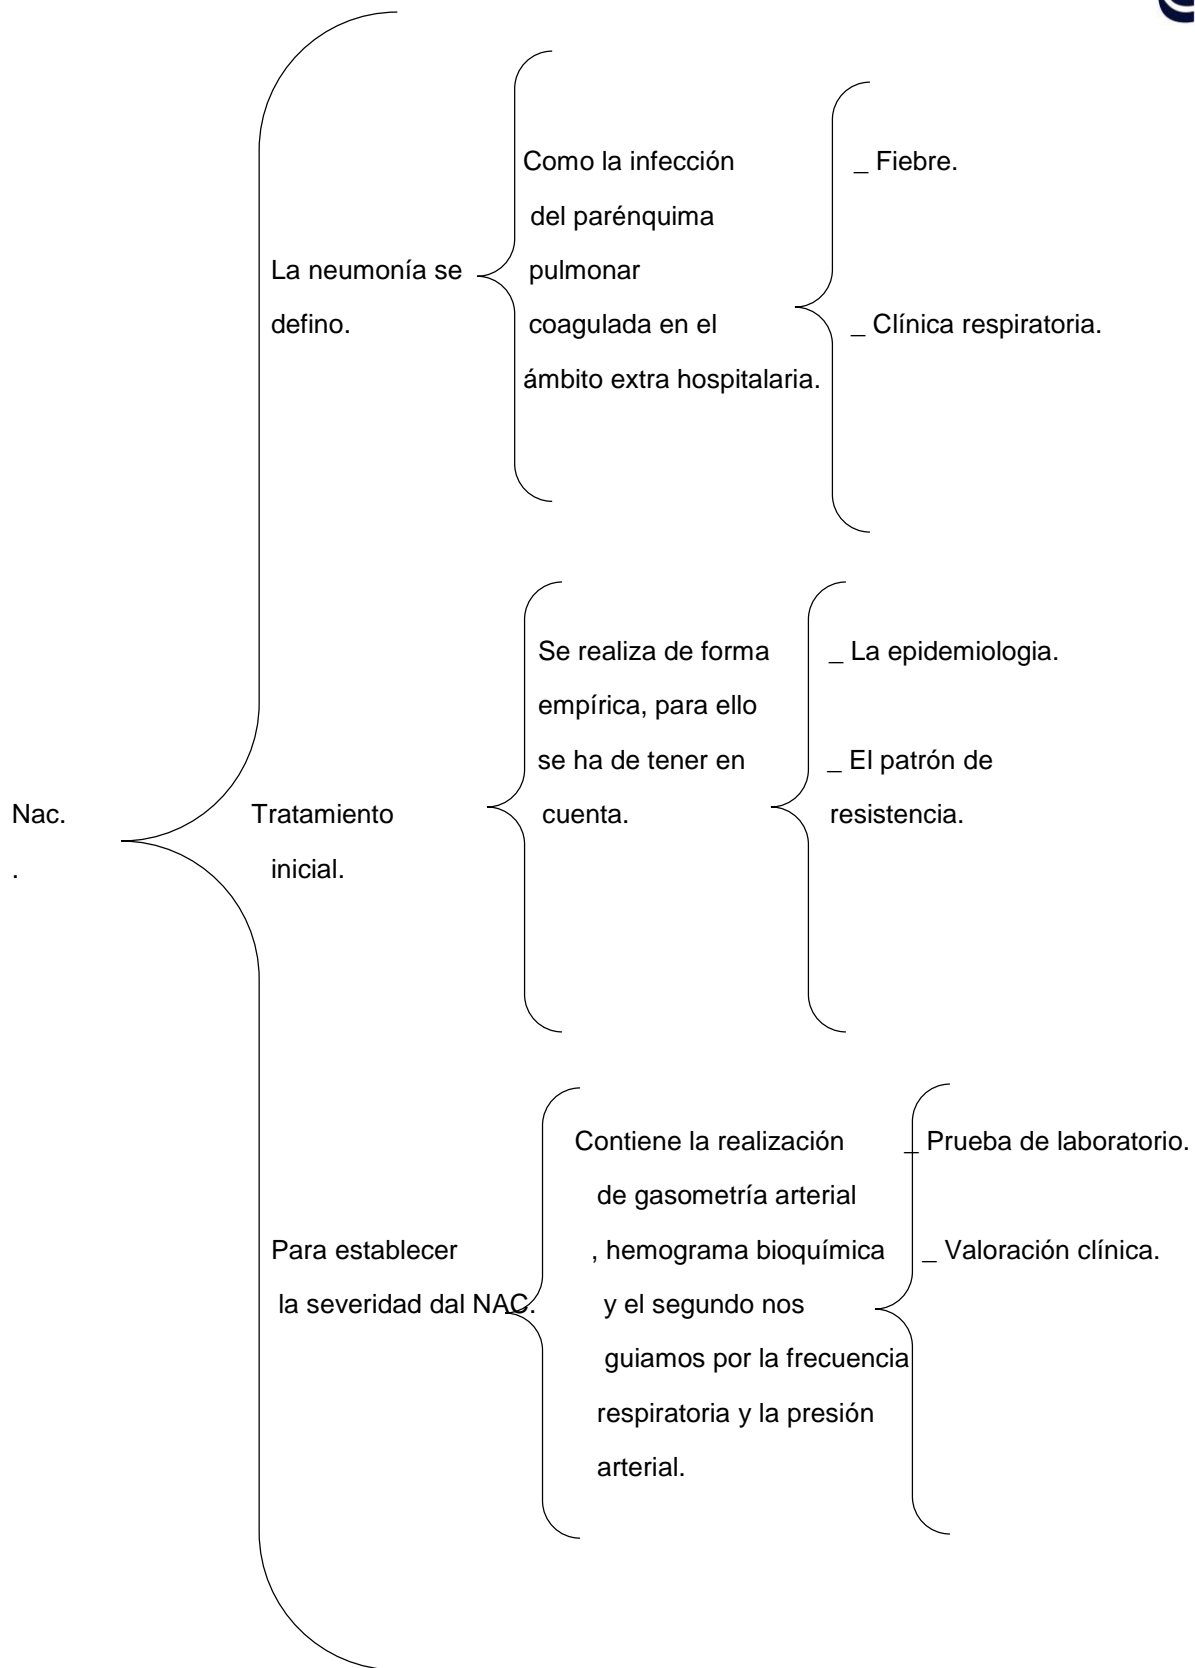 Como la infección
del parénquima
pulmonar
coagulada en el
ámbito extra hospitalaria.
_ Fiebre.
_ Clínica respiratoria.
La neumonía se
defino.
Se realiza de forma
empírica, para ello
se ha de tener en
cuenta.
_ La epidemiologia.
_ El patrón de
resistencia.
Nac.
.
Tratamiento
inicial.
Contiene la realización
de gasometría arterial
, hemograma bioquímica
y el segundo nos
guiamos por la frecuencia
respiratoria y la presión
arterial.
_ Prueba de laboratorio.
_ Valoración clínica.
Para establecer
la severidad dal NAC.